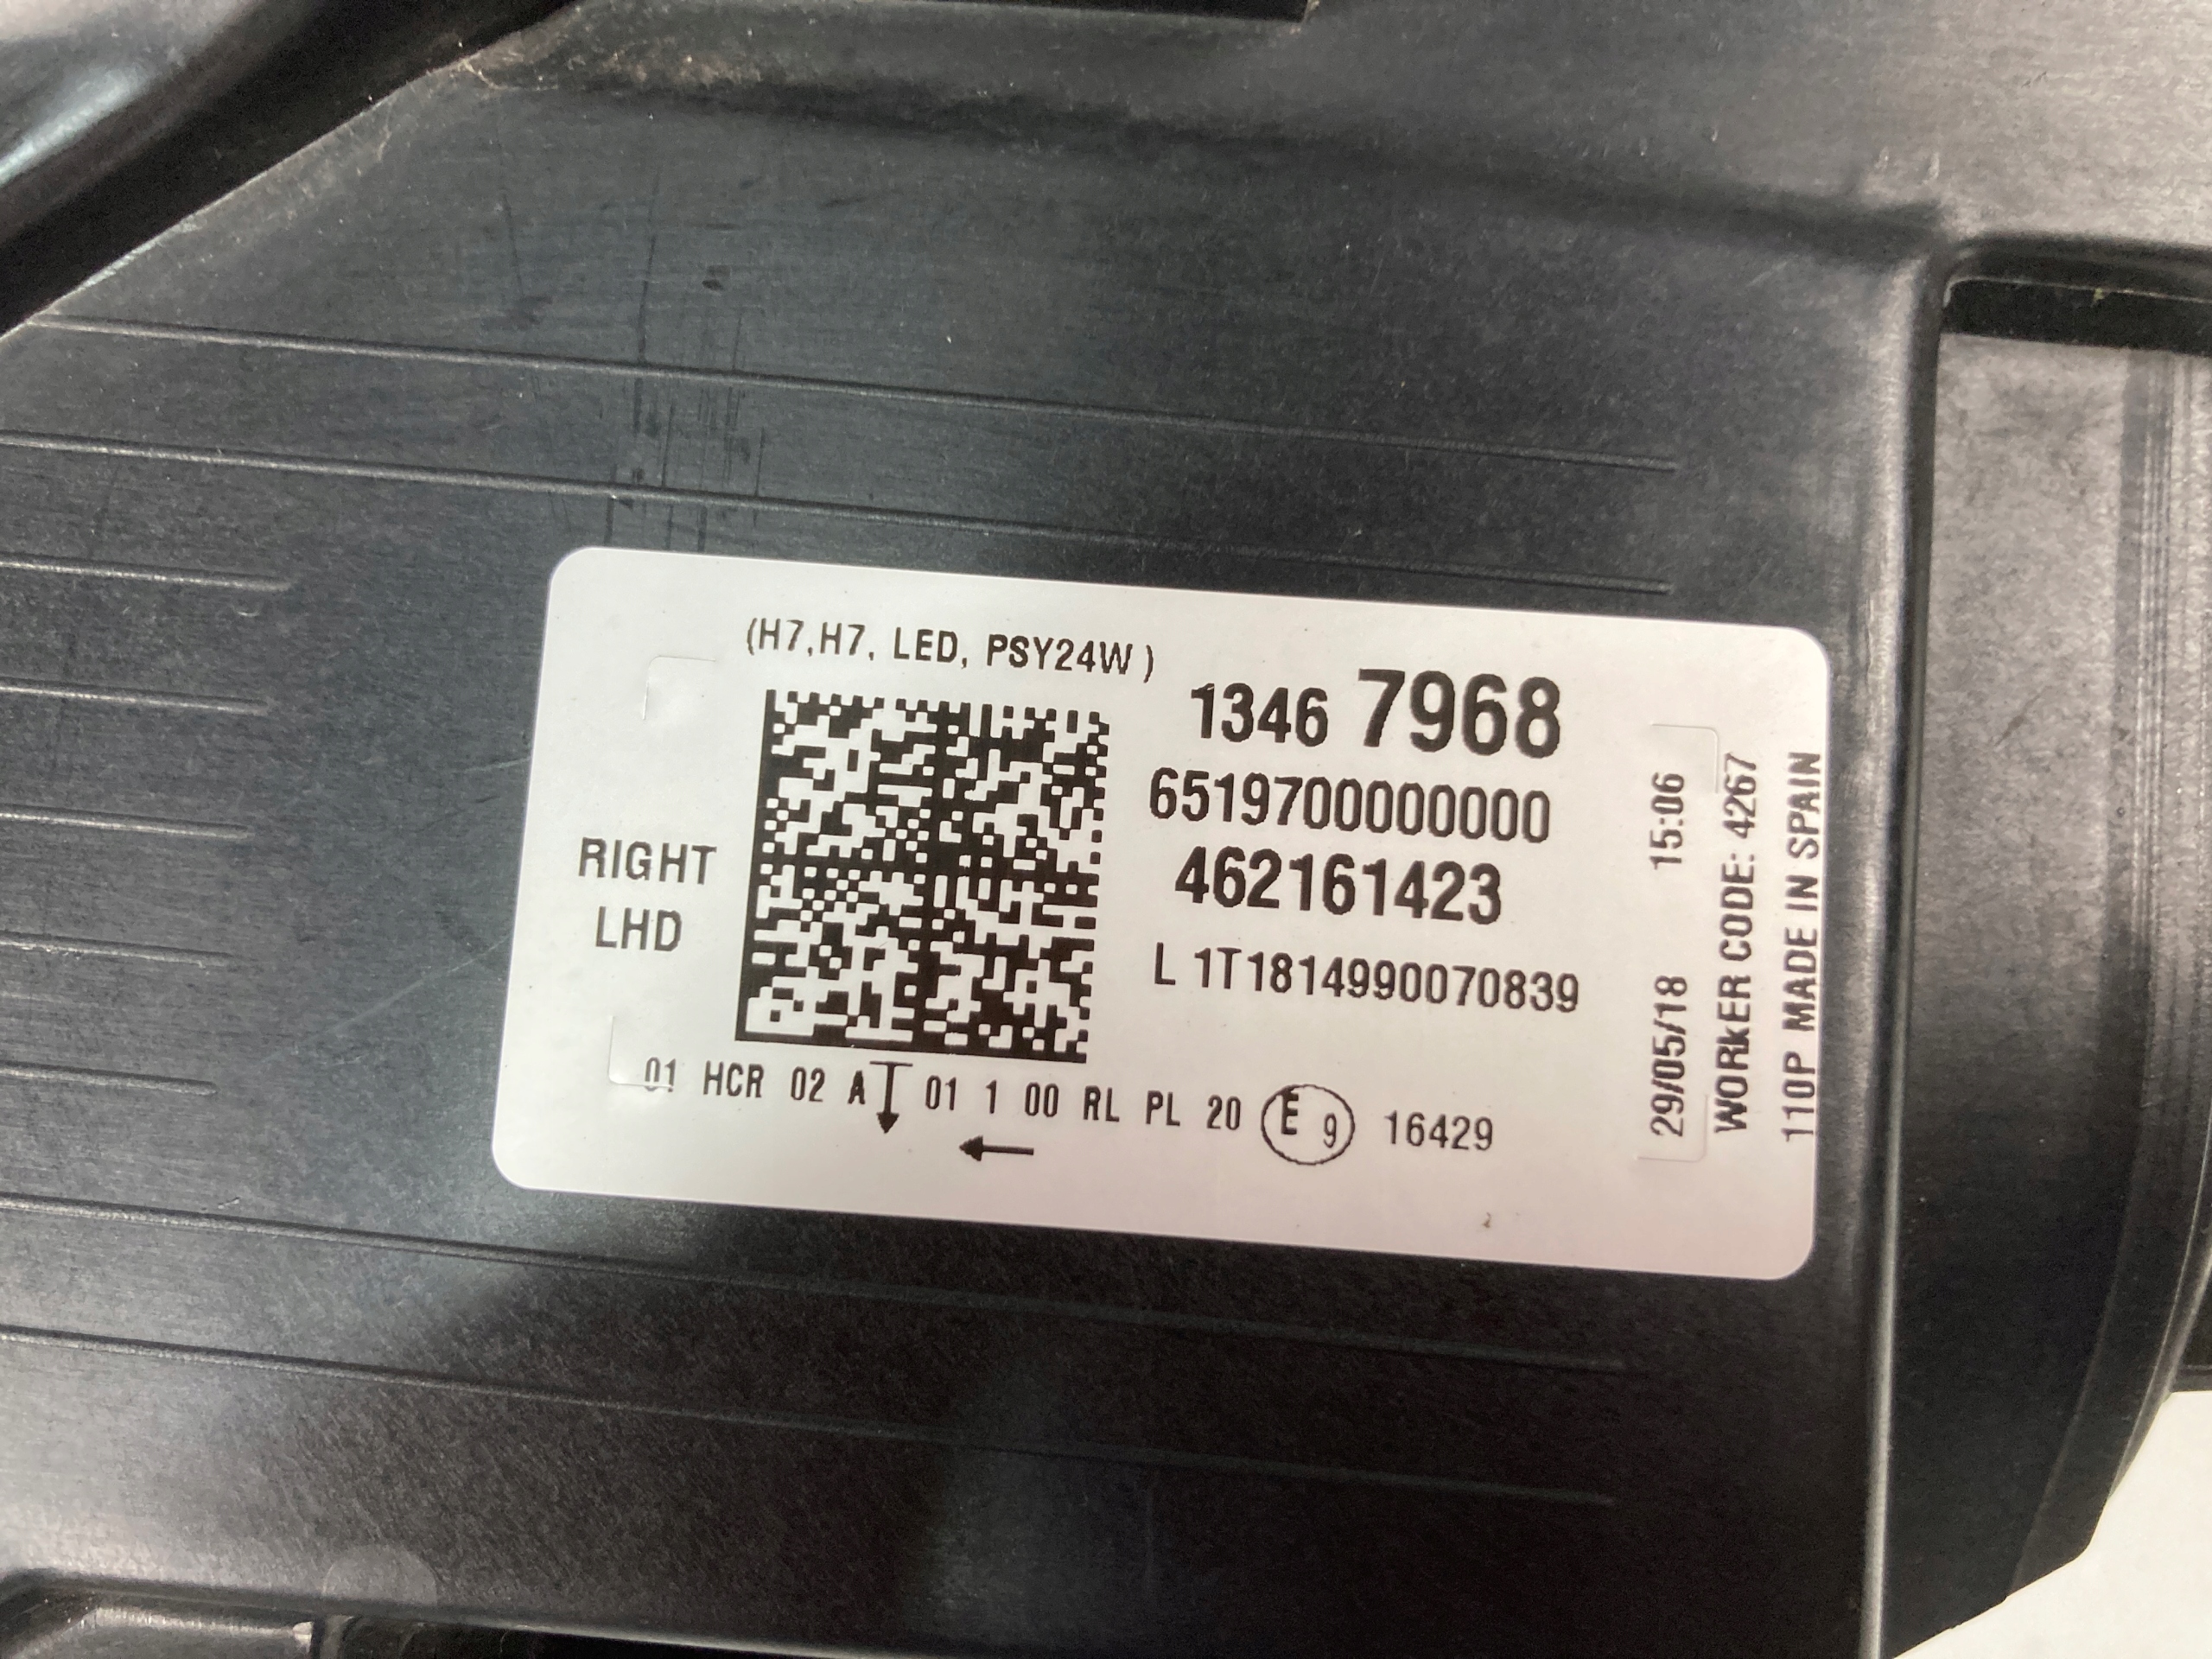 (H7,H7, LED, PSY24W )
1346 7968
6519700000000
462161423
L 1T1814990070839
RIGHT
LHD
01 HCR 02 A 01 1 00 RL PL 20 E 9 16429
29/05/18 15:06
WORKER CODE: 4267
110P MADE IN SPAIN